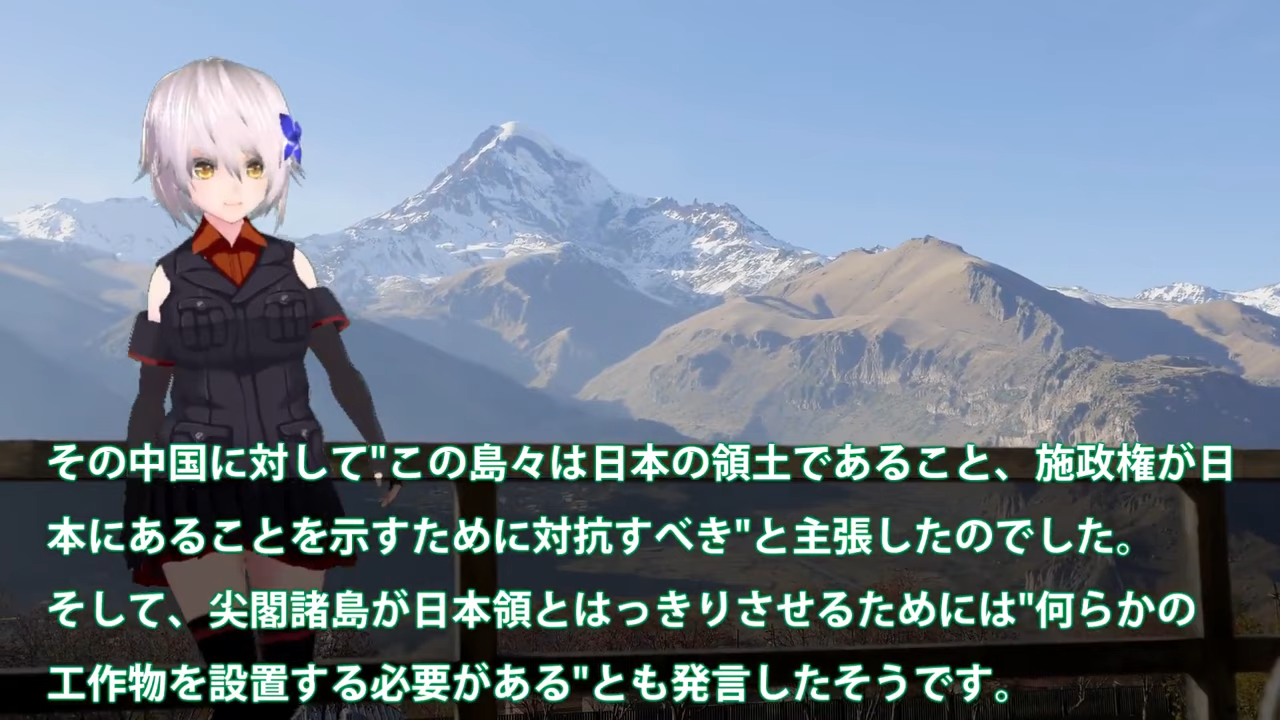 その中国に対して"この島々は日本の領土であること、施政権が日
本にあることを示すために対抗すべき"と主張したのでした。
そして、尖閣諸島が日本領とはっきりさせるためには"何らかの
工作物を設置する必要がある"とも発言したそうです。